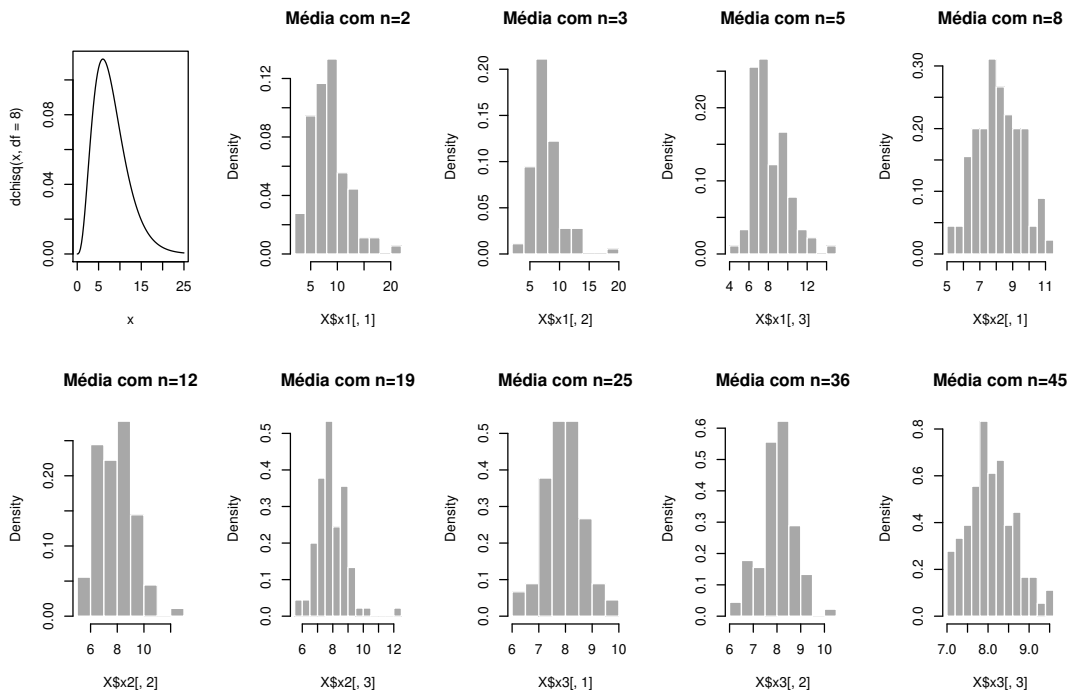 Média com n=2
Média com n=3
Média com n=5
Média com n=8
dchisq(x, df = 8)
0.00
0.04
0.08
0 5 15 25
x
Density
0.00
0.04
0.08
0.12
5 10 20
X$x1[, 1]
Density
0.00
0.05
0.10
0.15
0.20
5 10 15 20
X$x1[, 2]
Density
0.00
0.10
0.20
4 6 8 12
X$x1[, 3]
Density
0.00
0.10
0.20
0.30
5 7 9 11
X$x2[, 1]
Média com n=12
Média com n=19
Média com n=25
Média com n=36
Média com n=45
Density
0.00
0.10
0.20
6 8 10
X$x2[, 2]
Density
0.0
0.1
0.2
0.3
0.4
0.5
6 8 10 12
X$x2[, 3]
Density
0.0
0.1
0.2
0.3
0.4
0.5
6 7 8 9 10
X$x3[, 1]
Density
0.0
0.1
0.2
0.3
0.4
0.5
0.6
6 7 8 9 10
X$x3[, 2]
Density
0.0
0.2
0.4
0.6
0.8
7.0 8.0 9.0
X$x3[, 3]